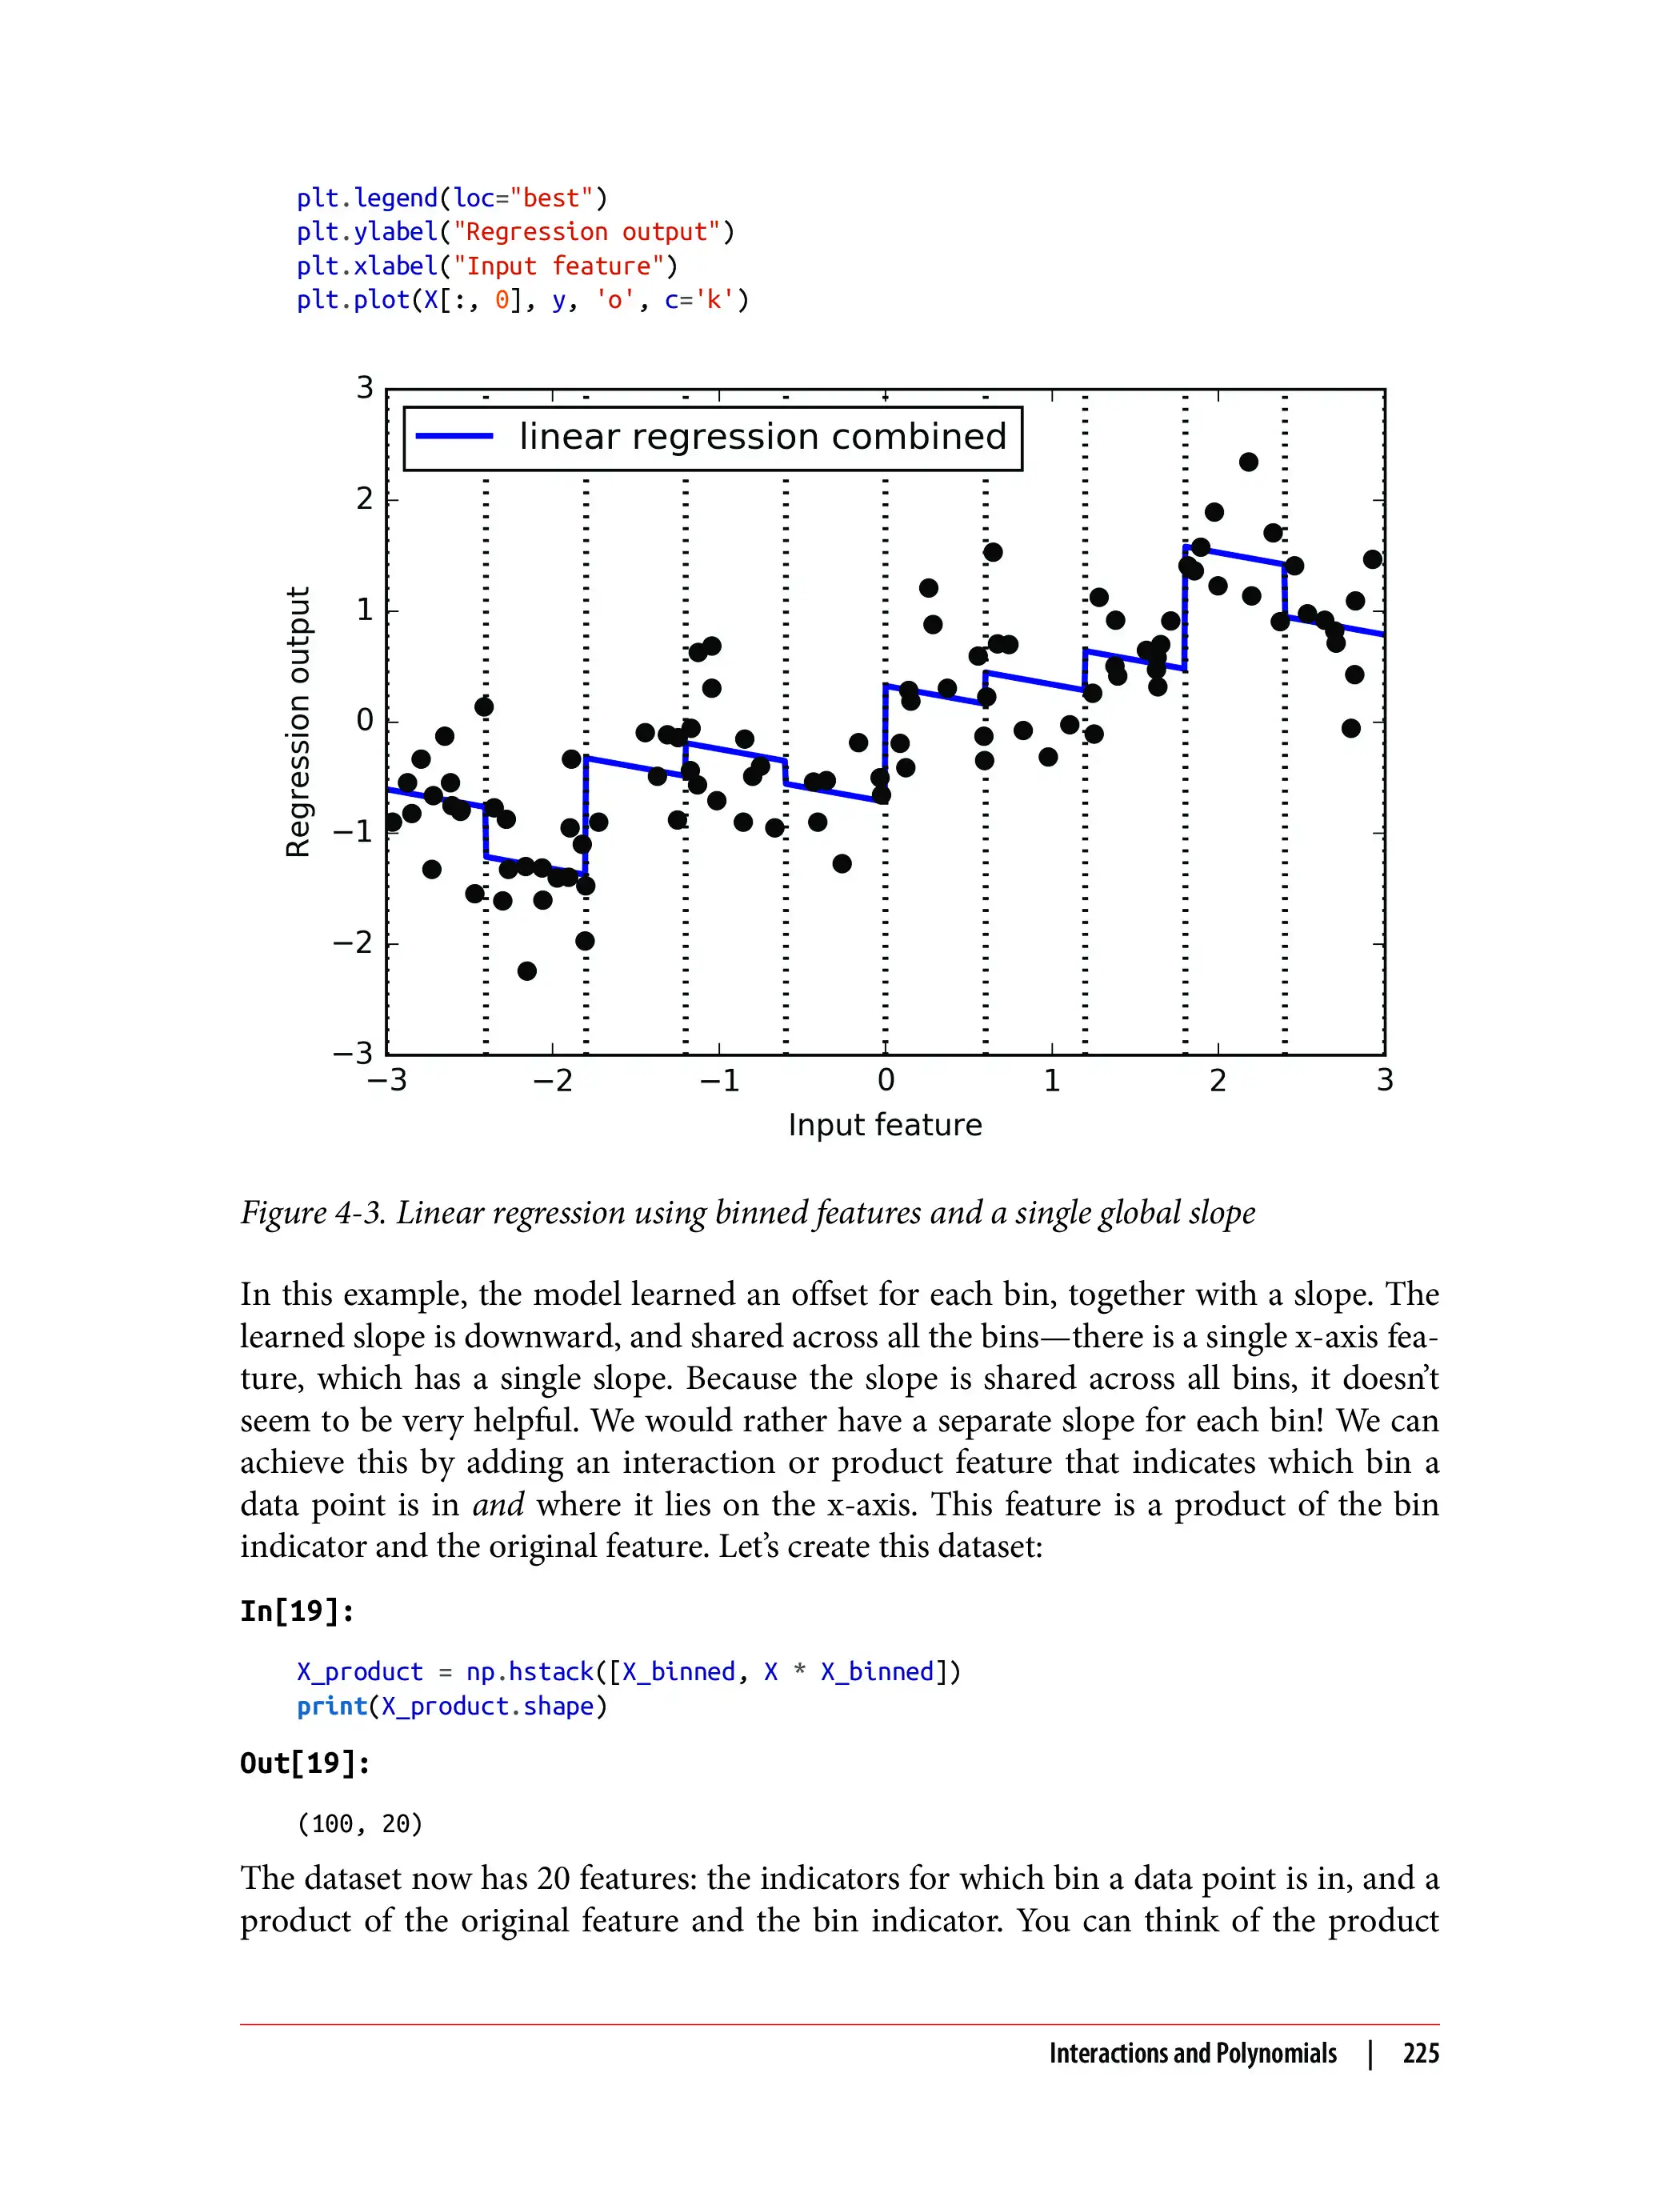 plt.legend(loc="best")
plt.ylabel("Regression output")
plt.xlabel("Input feature")
plt.plot(X[:, 0], y, 'o', c='k')
3
linear regression combined
2
1
0
−1
−2
−3
Regression output
−3 −2 −1 0 1 2 3
Input feature
Figure 4-3. Linear regression using binned features and a single global slope
In this example, the model learned an offset for each bin, together with a slope. The
learned slope is downward, and shared across all the bins—there is a single x-axis fea-
ture, which has a single slope. Because the slope is shared across all bins, it doesn’t
seem to be very helpful. We would rather have a separate slope for each bin! We can
achieve this by adding an interaction or product feature that indicates which bin a
data point is in and where it lies on the x-axis. This feature is a product of the bin
indicator and the original feature. Let’s create this dataset:
In[19]:
X_product = np.hstack([X_binned, X * X_binned])
print(X_product.shape)
Out[19]:
(100, 20)
The dataset now has 20 features: the indicators for which bin a data point is in, and a
product of the original feature and the bin indicator. You can think of the product
Interactions and Polynomials | 225